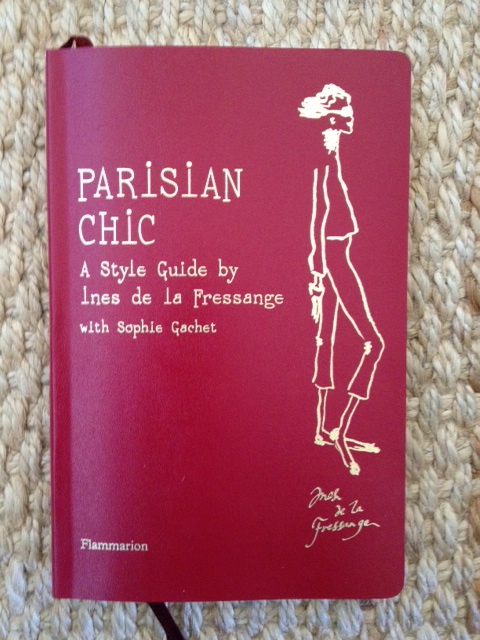 PARiSiAN
CHiC
A Style Guide by
Ines de la Fressange
with Sophie Gachet
Ines
de la
Fressange
Flammarion